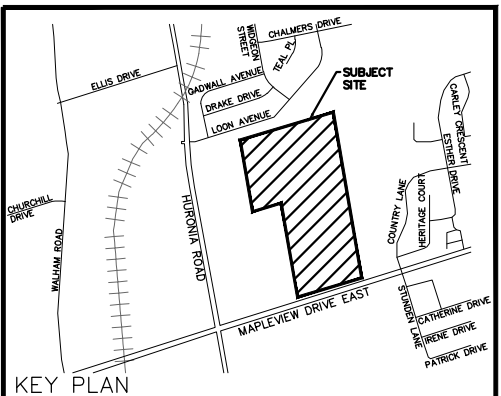 CHALMERS DRIVE
WIDGEON
STREET
TEAL PL
ELLIS DRIVE
GADWALL AVENUE
DRAKE DRIVE
LOON AVENUE
SUBJECT
SITE
CARLEY CRESCENT
ESTHER DRIVE
HERITAGE COURT
COUNTRY LANE
CHURCHILL
DRIVE
WALHAM ROAD
HURONIA ROAD
MAPLEVIEW DRIVE EAST
STUNDEN LANE
CATHERINE DRIVE
IRENE DRIVE
PATRICK DRIVE
KEY PLAN